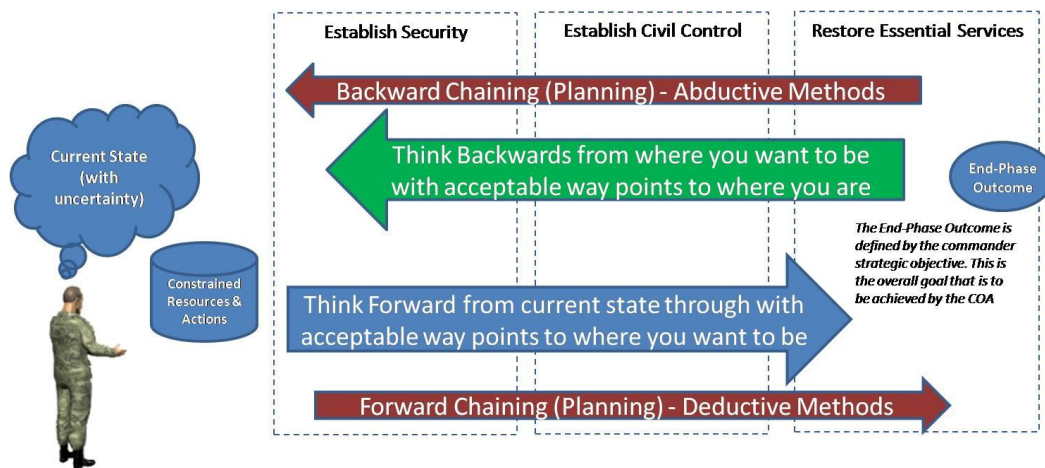 Establish Security
Establish Civil Control
Restore Essential Services
Backward Chaining (Planning) - Abductive Methods
Current State
(with
uncertainty)
Think Backwards from where you want to be
with acceptable way points to where you are
End-Phase
Outcome
The End-Phase Outcome is
defined by the commander
strategic objective. This is
the overall goal that is to
be achieved by the COA
Constrained
Resources &
Actions
Think Forward from current state through with
acceptable way points to where you want to be
Forward Chaining (Planning) - Deductive Methods